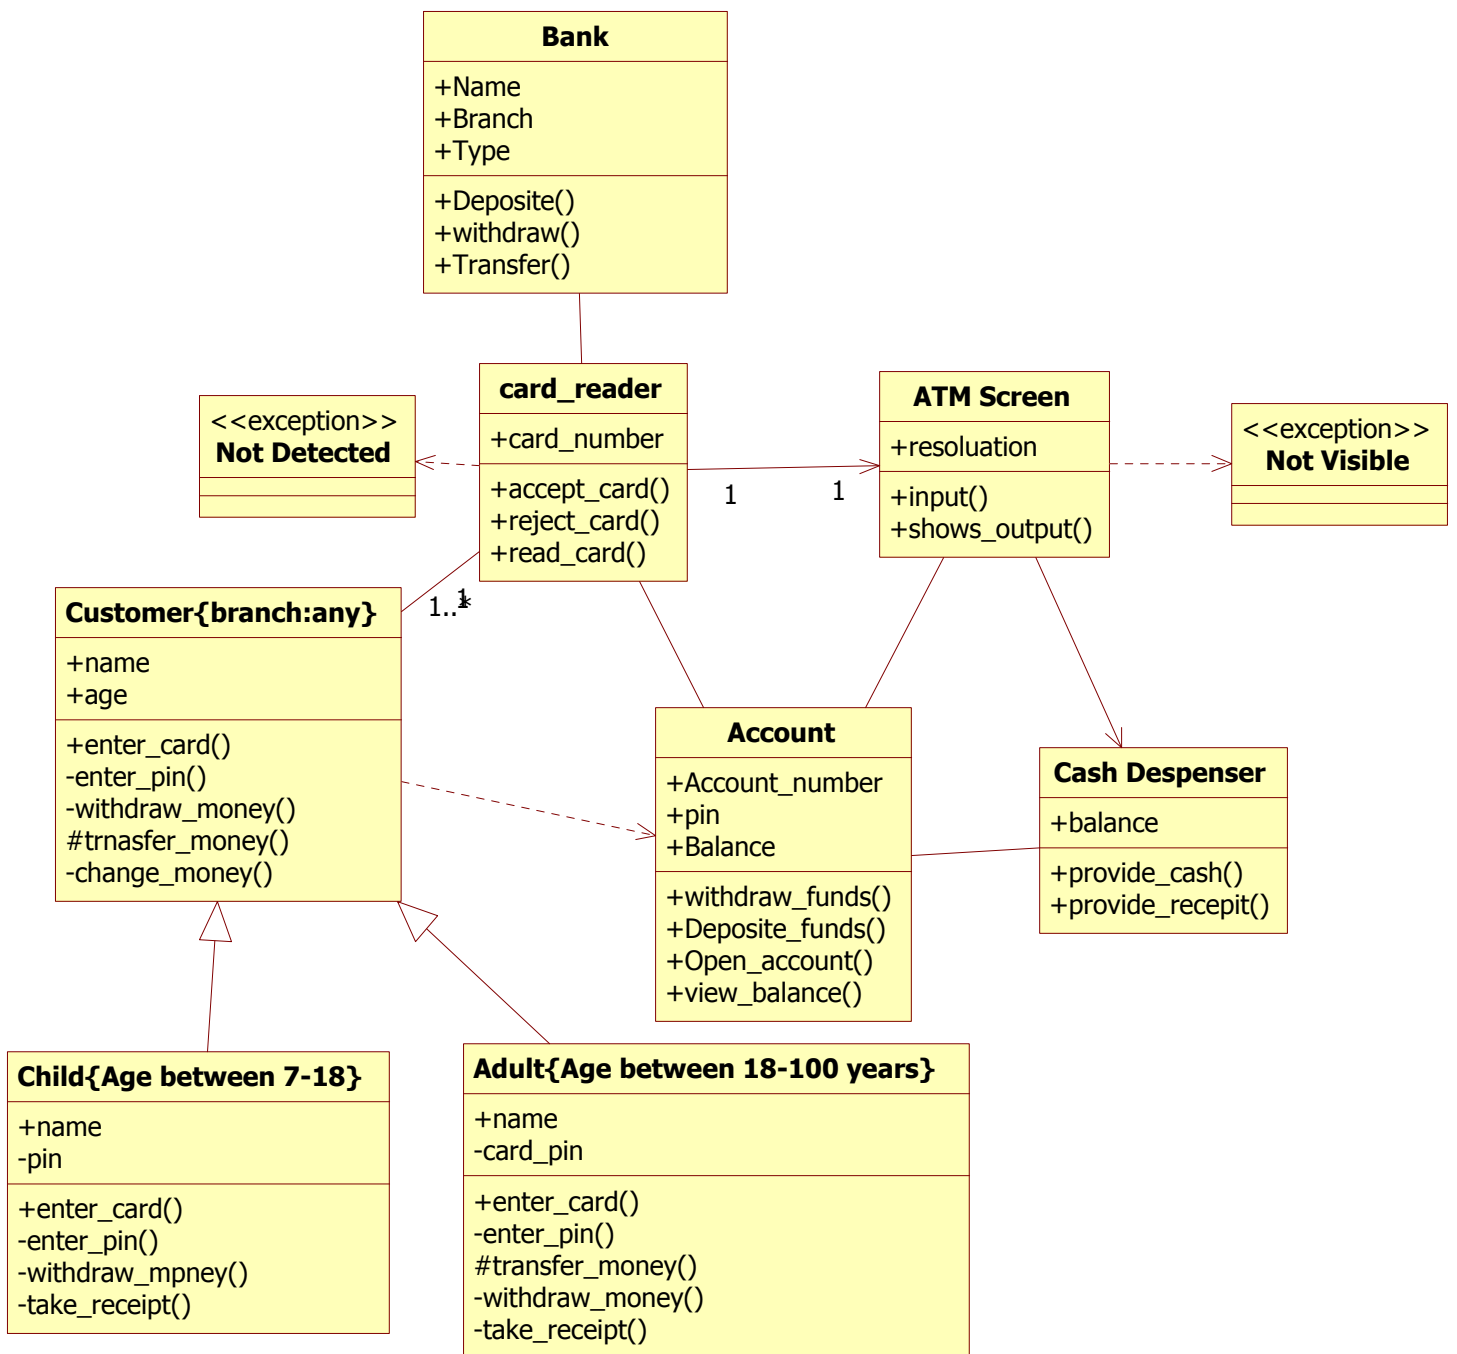 Bank
+Name
+Branch
+Type
+Deposite()
+withdraw()
+Transfer()
<<exception>>
Not Detected
card_reader
+card_number
+accept_card()
+reject_card()
+read_card()
1
1
ATM Screen
+resoluation
+input()
+shows_output()
<<exception>>
Not Visible
1..*
1
Customer{branch:any}
+name
+age
+enter_card()
-enter_pin()
-withdraw_money()
#trnasfer_money()
-change_money()
Account
+Account_number
+pin
+Balance
+withdraw_funds()
+Deposite_funds()
+Open_account()
+view_balance()
Cash Despenser
+balance
+provide_cash()
+provide_recepit()
Child{Age between 7-18}
+name
-pin
+enter_card()
-enter_pin()
-withdraw_mpney()
-take_receipt()
Adult{Age between 18-100 years}
+name
-card_pin
+enter_card()
-enter_pin()
#transfer_money()
-withdraw_money()
-take_receipt()